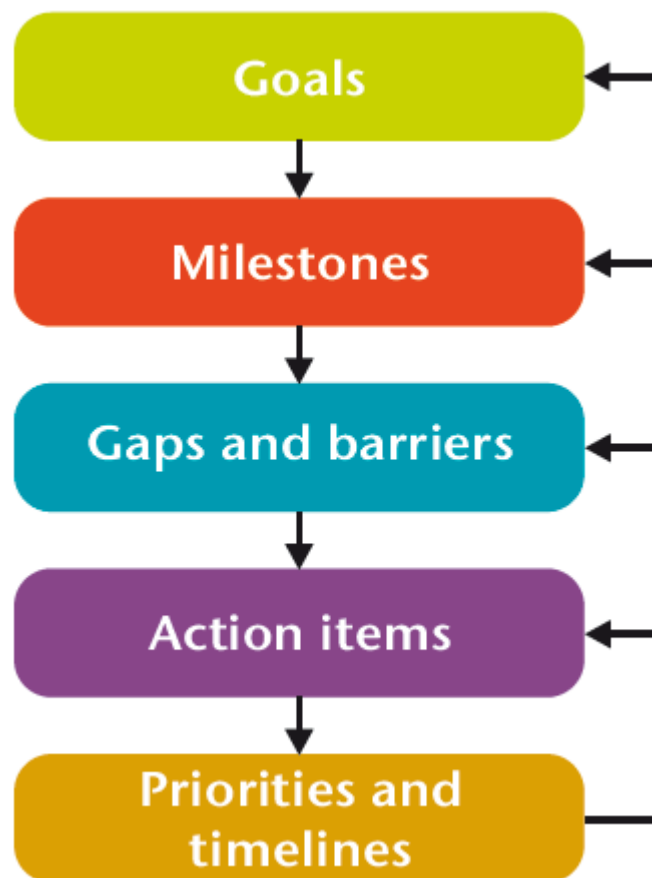 Goals
Milestones
Gaps and barriers
Action items
Priorities and
timelines